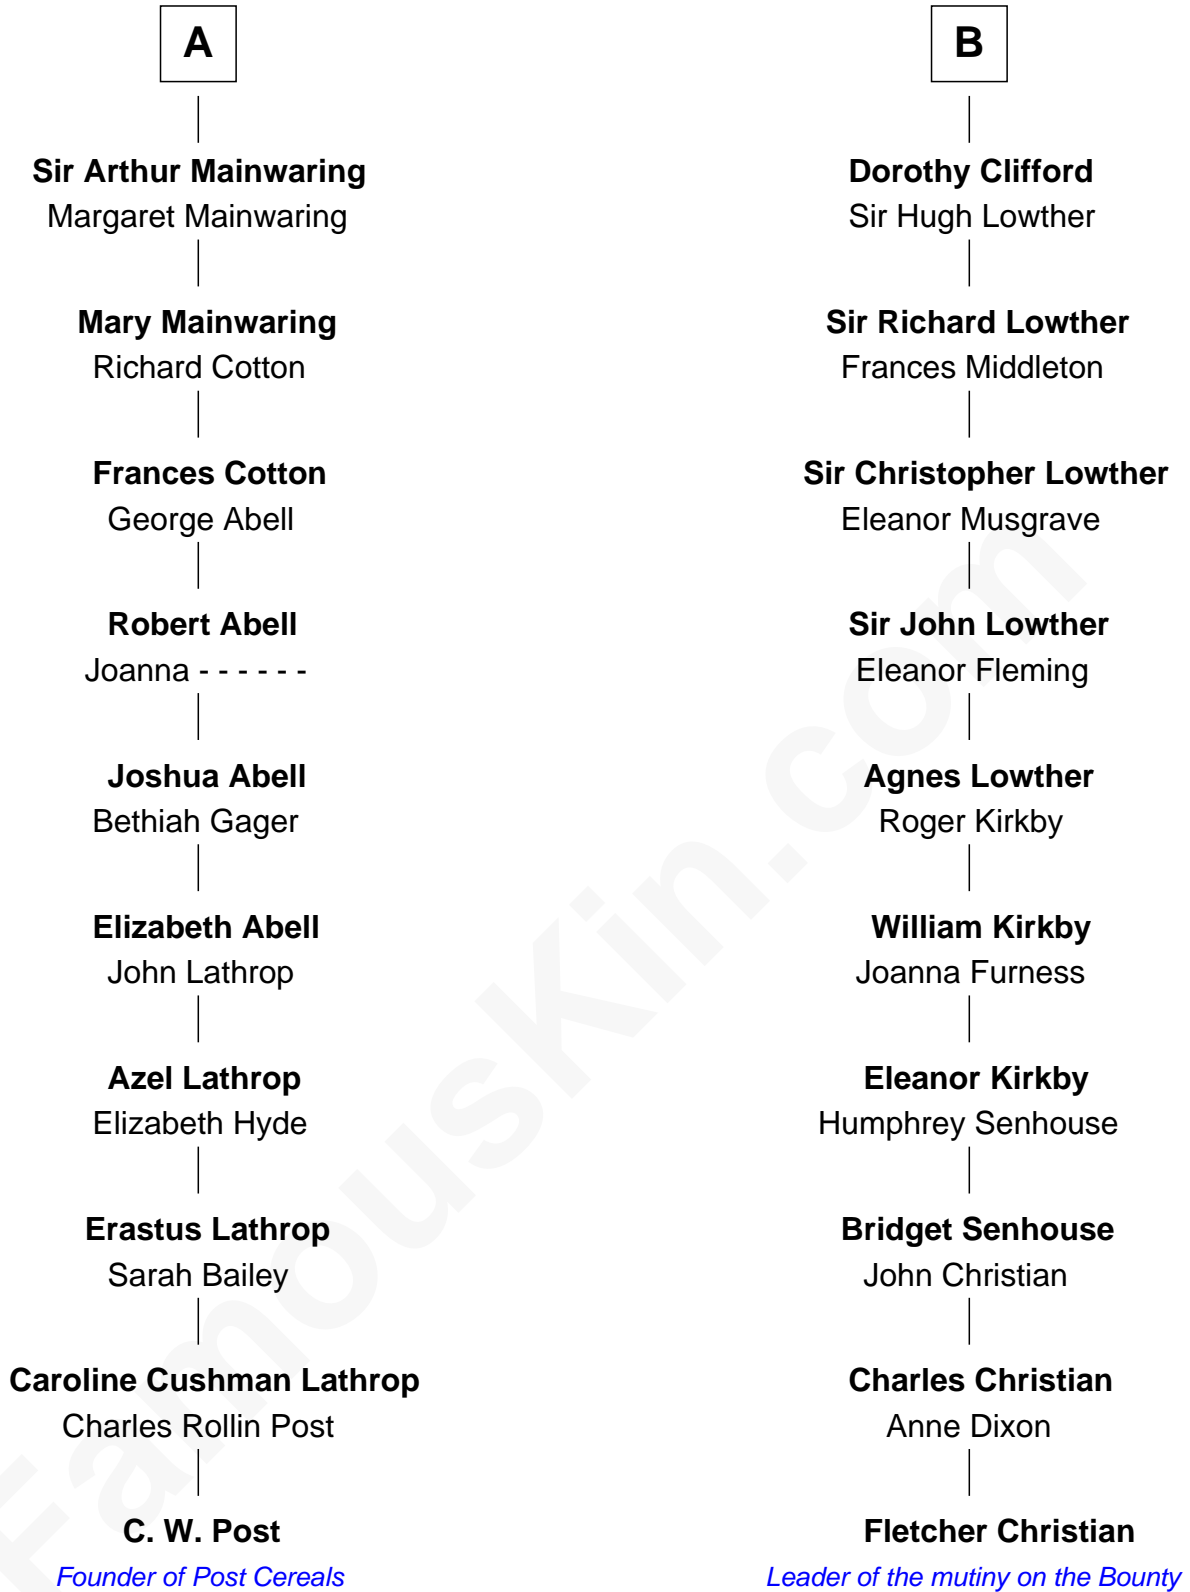 A
Sir Arthur Mainwaring
Margaret Mainwaring
Mary Mainwaring
Richard Cotton
Frances Cotton
George Abell
Robert Abell
Joanna - - - - - -
Joshua Abell
Bethiah Gager
Elizabeth Abell
John Lathrop
Azel Lathrop
Elizabeth Hyde
Erastus Lathrop
Sarah Bailey
Caroline Cushman Lathrop
Charles Rollin Post
C. W. Post
Founder of Post Cereals
B
Dorothy Clifford
Sir Hugh Lowther
Sir Richard Lowther
Frances Middleton
Sir Christopher Lowther
Eleanor Musgrave
Sir John Lowther
Eleanor Fleming
Agnes Lowther
Roger Kirkby
William Kirkby
Joanna Furness
Eleanor Kirkby
Humphrey Senhouse
Bridget Senhouse
John Christian
Charles Christian
Anne Dixon
Fletcher Christian
Leader of the mutiny on the Bounty
FamousKin.com